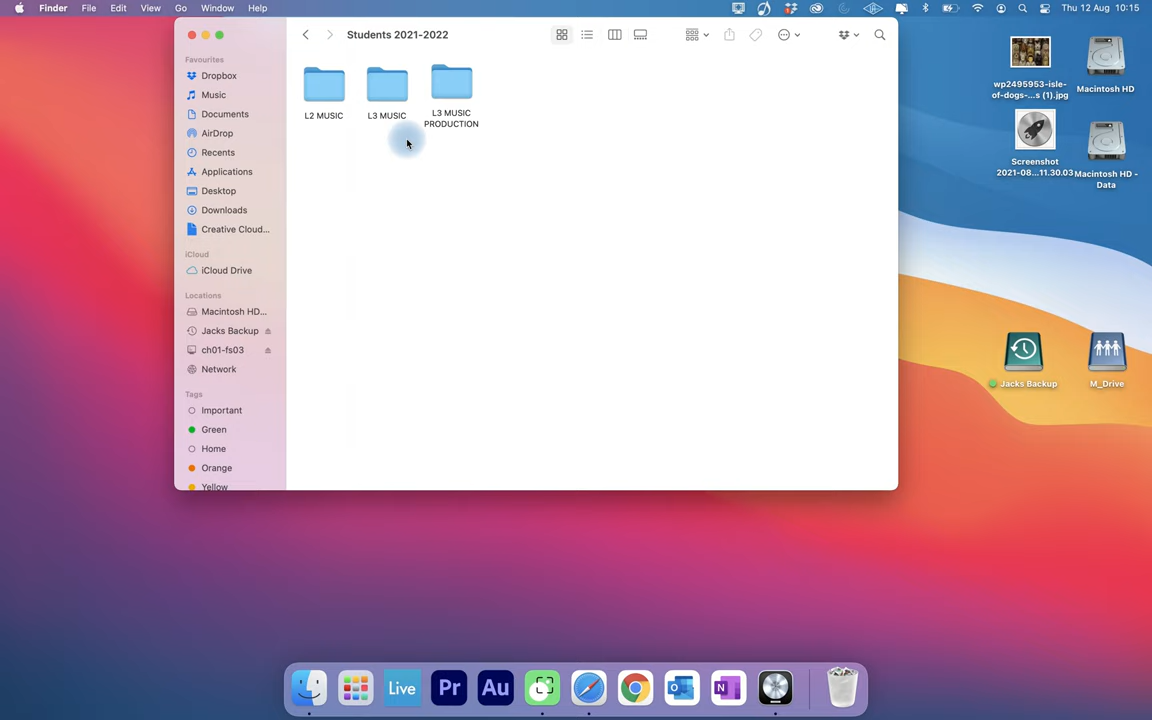 Finder File Edit View Go Window Help Thu 12 Aug 10:15
Students 2021-2022
Favourites
Dropbox
Music
Documents
AirDrop
Recents
Applications
Desktop
Downloads
Creative Cloud...
iCloud
iCloud Drive
Locations
Macintosh HD...
Jacks Backup
ch01-fs03
Network
Tags
Important
Green
Home
Orange
Yellow
L2 MUSIC
L3 MUSIC
L3 MUSIC
PRODUCTION
wp2495953-isle-
of-dogs-...s (1).jpg
Macintosh HD
Screenshot
2021-08...11.30.03
Macintosh HD -
Data
Jacks Backup
M_Drive
Live
Pr
Au